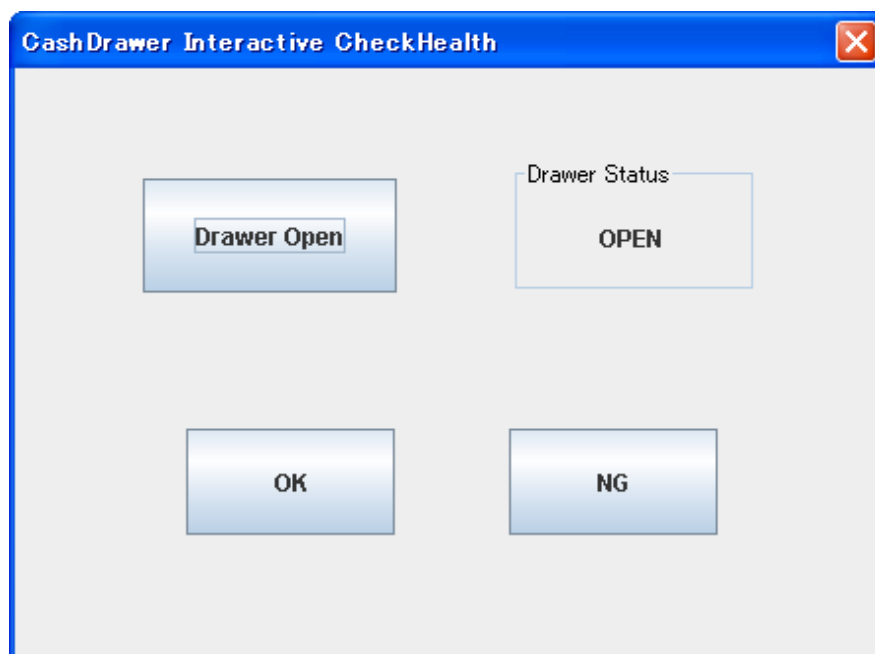 CashDrawer Interactive CheckHealth
Drawer Status
Drawer Open
OPEN
OK
NG